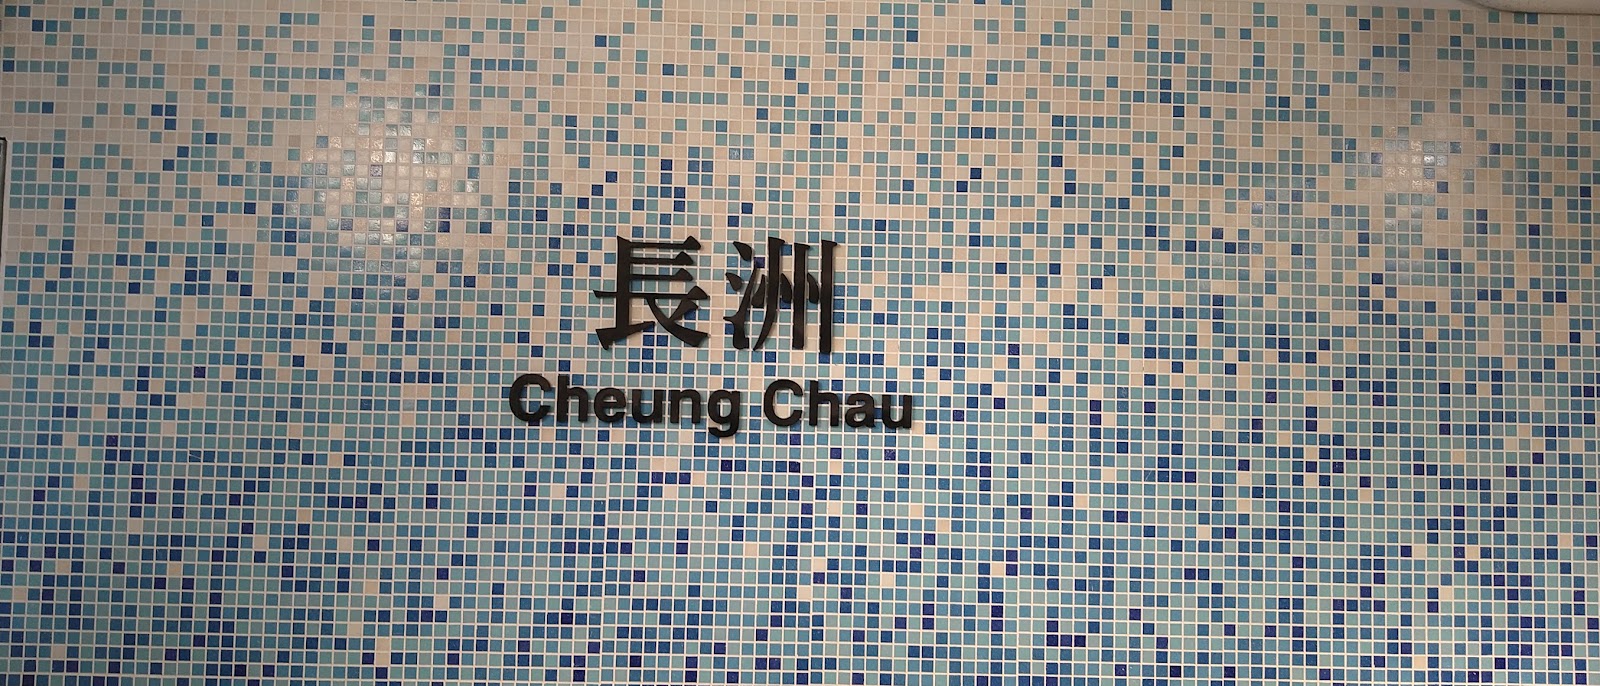 長洲
Cheung Chau